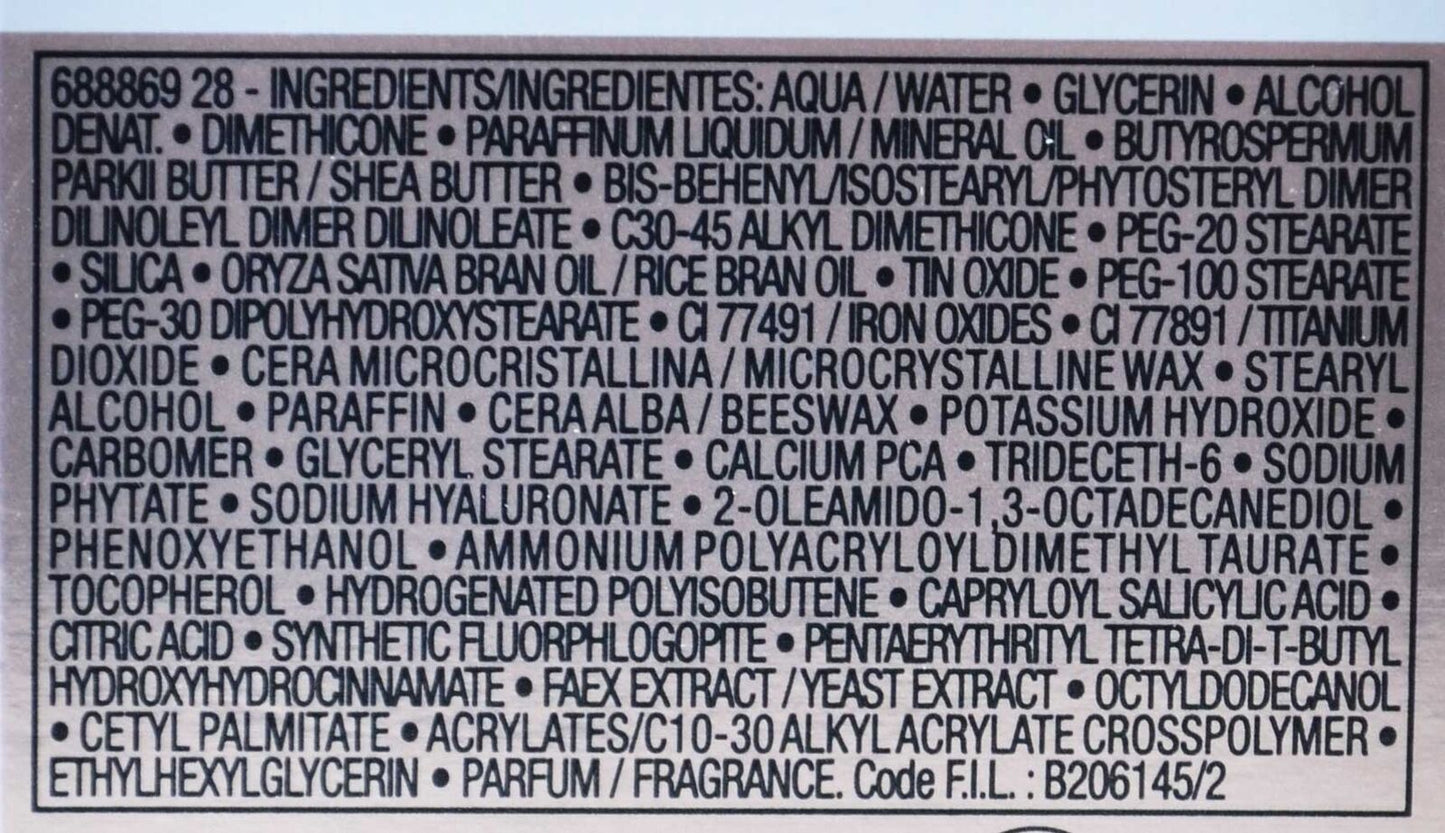 688869 28 - INGREDIENTS/INGREDIENTES: AQUA / WATER • GLYCERIN • ALCOHOL
DENAT. • DIMETHICONE • PARAFFINUM LIQUIDUM / MINERAL OIL • BUTYROSPERMUM
PARKII BUTTER / SHEA BUTTER • BIS-BEHENYL/ISOSTEARYL/PHYTOSTERYL DIMER
DILINOLEYL DIMER DILINOLEATE • C30-45 ALKYL DIMETHICONE • PEG-20 STEARATE
• SILICA • ORYZA SATIVA BRAN OIL / RICE BRAN OIL • TIN OXIDE • PEG-100 STEARATE
• PEG-30 DIPOLYHYDROXYSTEARATE • CI 77491 / IRON OXIDES • CI 77891 / TITANIUM
DIOXIDE • CERA MICROCRISTALLINA / MICROCRYSTALLINE WAX • STEARYL
ALCOHOL • PARAFFIN • CERA ALBA / BEESWAX • POTASSIUM HYDROXIDE •
CARBOMER • GLYCERYL STEARATE • CALCIUM PCA • TRIDECETH-6 • SODIUM
PHYTATE • SODIUM HYALURONATE • 2-OLEAMIDO-1,3-OCTADECANEDIOL •
PHENOXYETHANOL • AMMONIUM POLYACRYLOYLDIMETHYL TAURATE •
TOCOPHEROL • HYDROGENATED POLYISOBUTENE • CAPRYLOYL SALICYLIC ACID •
CITRIC ACID • SYNTHETIC FLUORPHLOGOPITE • PENTAERYTHRITYL TETRA-DI-T-BUTYL
HYDROXYHYDROCINNAMATE • FAEX EXTRACT / YEAST EXTRACT • OCTYLDODECANOL
• CETYL PALMITATE • ACRYLATES/C10-30 ALKYL ACRYLATE CROSSPOLYMER •
ETHYLHEXYLGLYCERIN • PARFUM / FRAGRANCE. Code F.I.L. : B206145/2